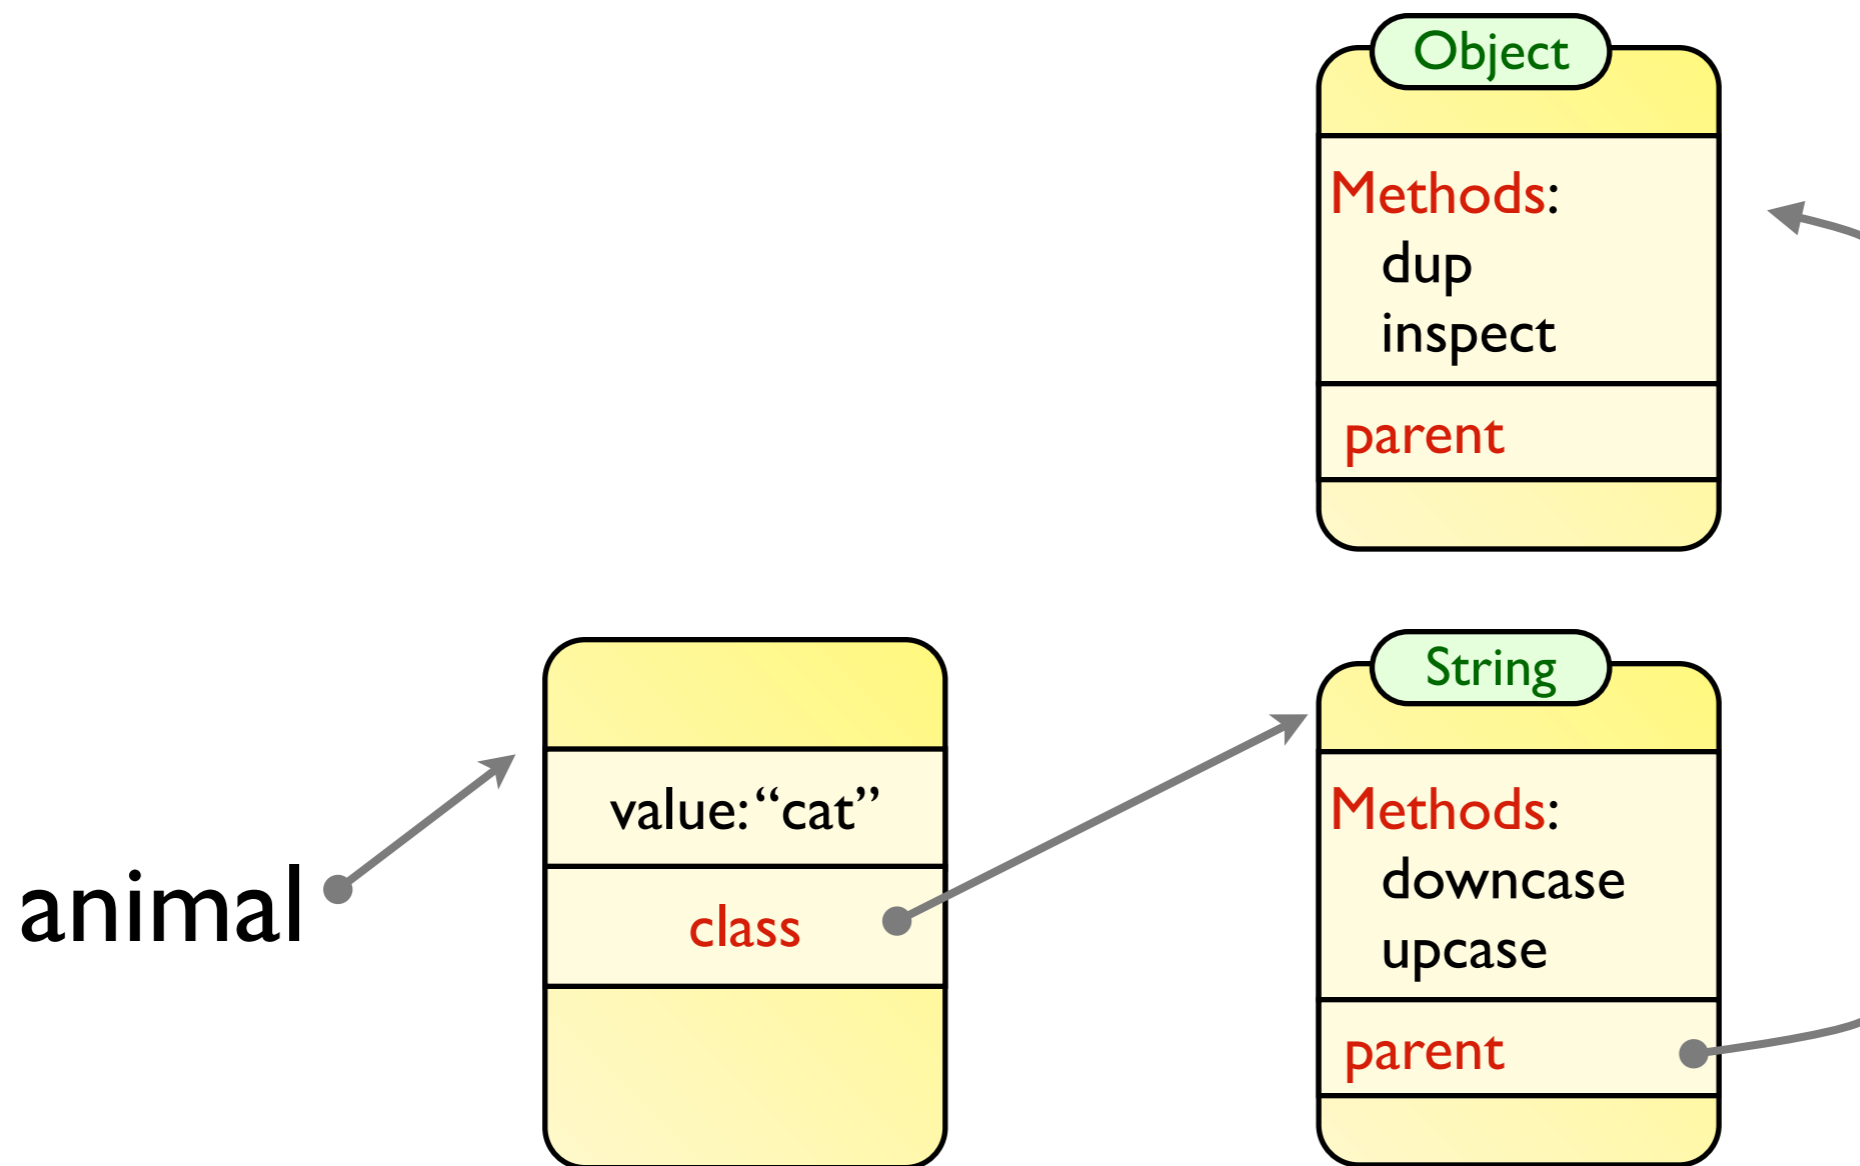 Object
Methods:
dup
inspect
parent
animal
value: “cat”
class
String
Methods:
downcase
upcase
parent